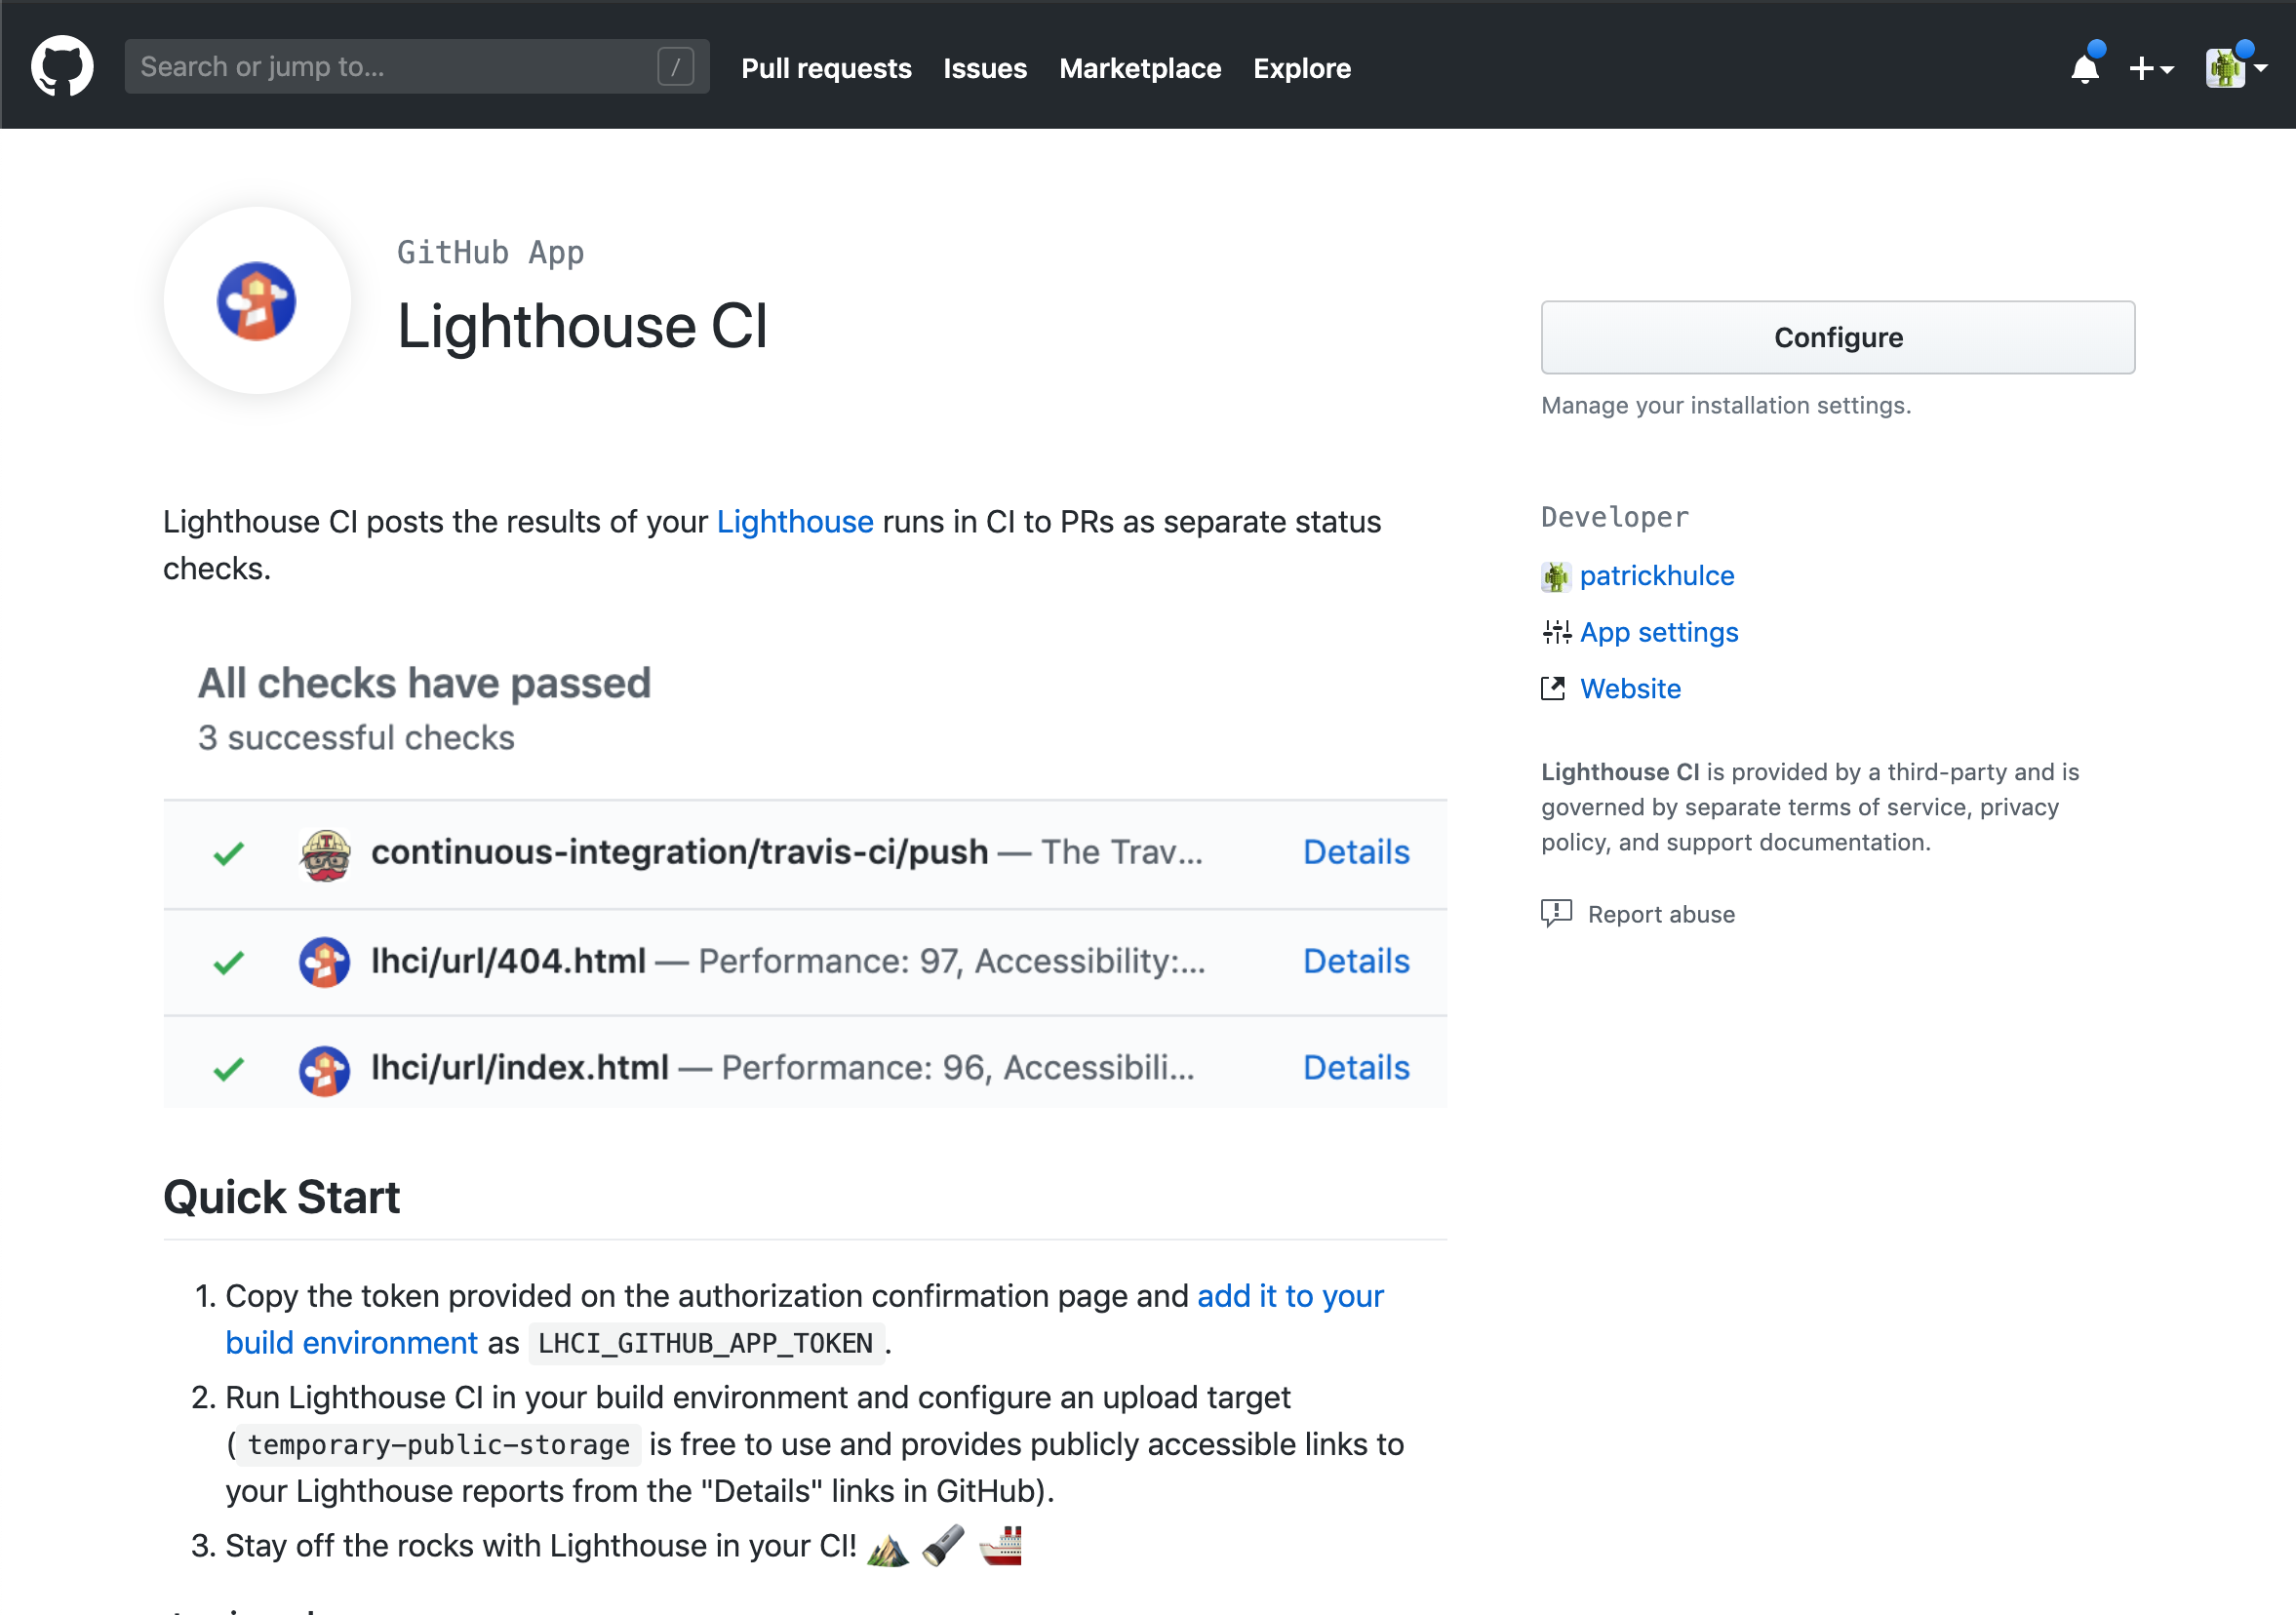 Search or jump to... /
Pull requests Issues Marketplace Explore
GitHub App
Lighthouse CI
Configure
Manage your installation settings.
Lighthouse CI posts the results of your Lighthouse runs in CI to PRs as separate status
checks.
All checks have passed
3 successful checks
continuous-integration/travis-ci/push — The Trav... Details
lhci/url/404.html — Performance: 97, Accessibility:... Details
lhci/url/index.html — Performance: 96, Accessibili... Details
Quick Start
1. Copy the token provided on the authorization confirmation page and add it to your
build environment as LHCI_GITHUB_APP_TOKEN.
2. Run Lighthouse CI in your build environment and configure an upload target
(temporary-public-storage is free to use and provides publicly accessible links to
your Lighthouse reports from the "Details" links in GitHub).
3. Stay off the rocks with Lighthouse in your CI! ⛰️ 🔦 🚢
Developer
patrickhulce
App settings
Website
Lighthouse CI is provided by a third-party and is
governed by separate terms of service, privacy
policy, and support documentation.
Report abuse